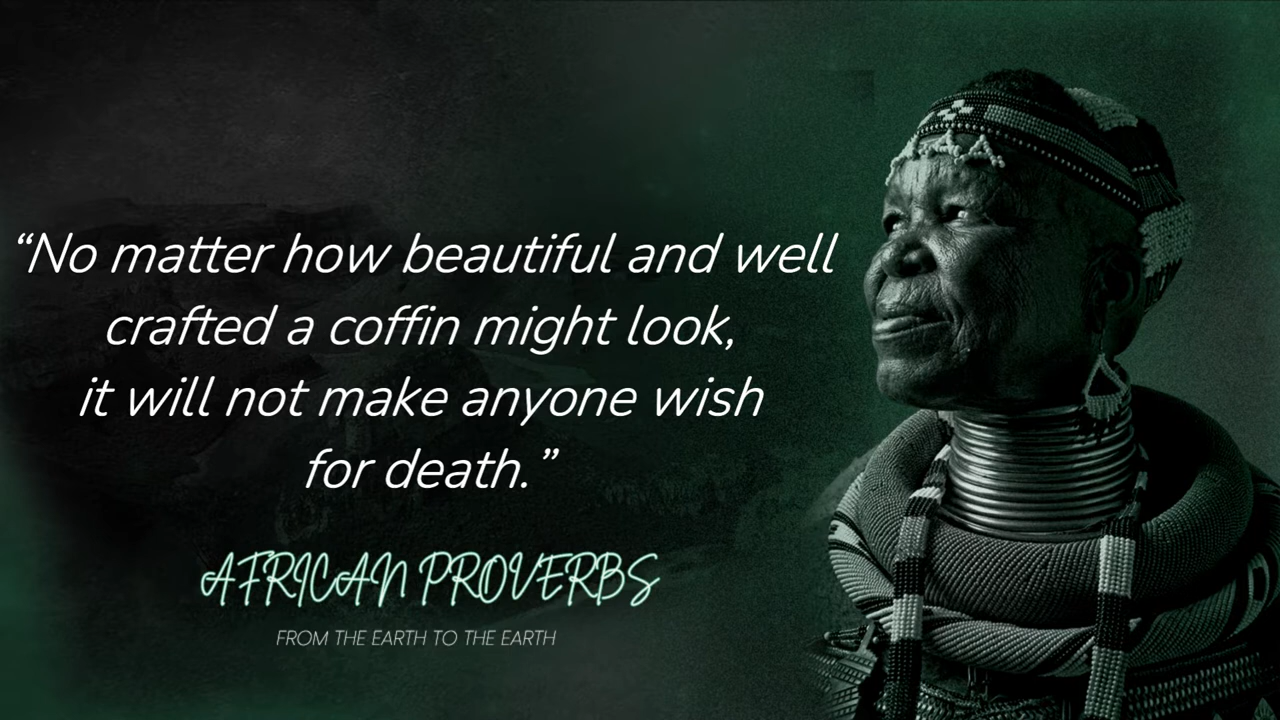 “No matter how beautiful and well
crafted a coffin might look,
it will not make anyone wish
for death.”
AFRICAN PROVERBS
FROM THE EARTH TO THE EARTH